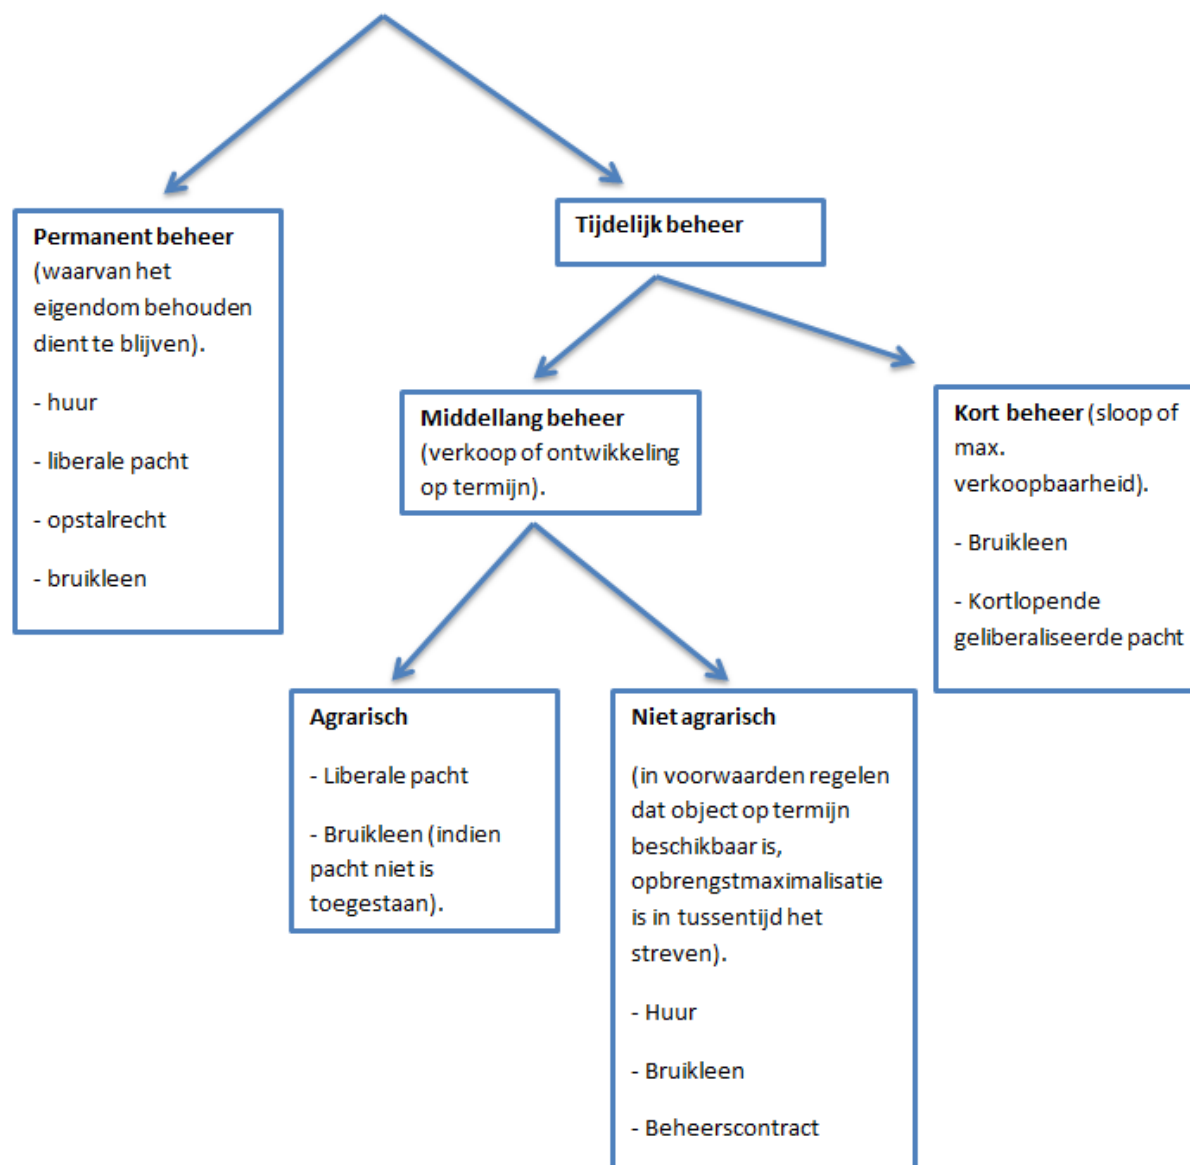 Permanent beheer
(waarvan het
eigendom behouden
dient te blijven).
- huur
- liberale pacht
- opstalrecht
- bruikleen
Tijdelijk beheer
Middellang beheer
(verkoop of ontwikkeling
op termijn).
Kort beheer (sloop of
max.
verkoopbaarheid).
- Bruikleen
- Kortlopende
geliberaliseerde pacht
Agrarisch
- Liberale pacht
- Bruikleen (indien
pacht niet is
toegestaan).
Niet agrarisch
(in voorwaarden regelen
dat object op termijn
beschikbaar is,
opbrengstmaximalisatie
is in tussentijd het
streven).
- Huur
- Bruikleen
- Beheerscontract